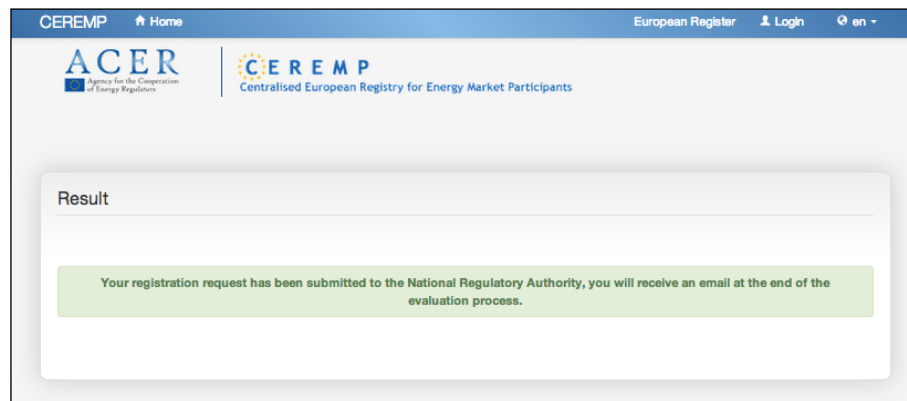 CEREMP Home European Register Login en
ACER
Agency for the Cooperation
of Energy Regulators
CEREMP
Centralised European Registry for Energy Market Participants
Result
Your registration request has been submitted to the National Regulatory Authority, you will receive an email at the end of the
evaluation process.